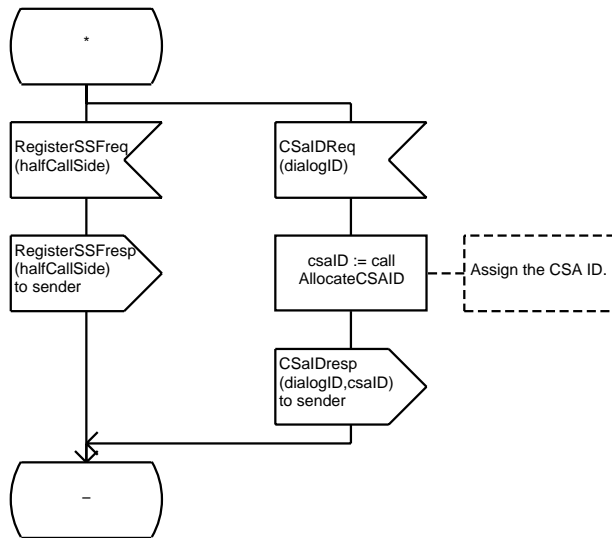 *
RegisterSSFreq
(halfCallSide)
CSaIDReq
(dialogID)
RegisterSSFresp
(halfCallSide)
to sender
csaID := call
AllocateCSAID
Assign the CSA ID.
CSaIDresp
(dialogID,csaID)
to sender
–